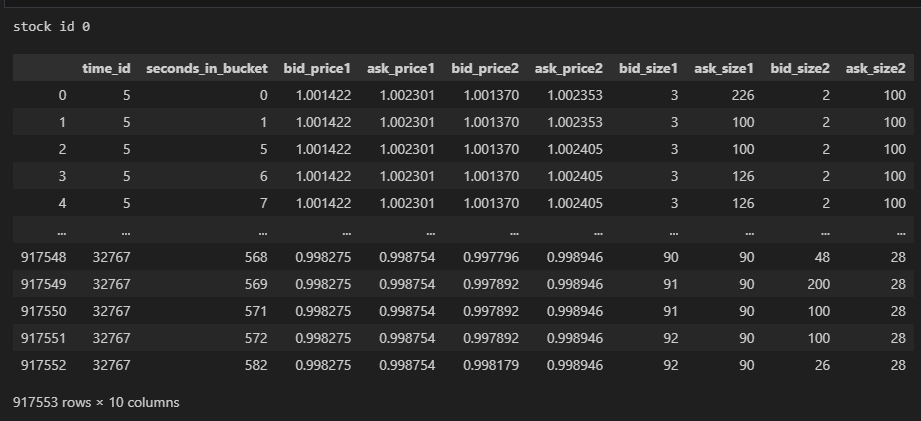 stock id 0
time_id seconds_in_bucket bid_price1 ask_price1 bid_price2 ask_price2 bid_size1 ask_size1 bid_size2 ask_size2
0 5 0 1.001422 1.002301 1.001370 1.002353 3 226 2 100
1 5 1 1.001422 1.002301 1.001370 1.002353 3 100 2 100
2 5 5 1.001422 1.002301 1.001370 1.002405 3 100 2 100
3 5 6 1.001422 1.002301 1.001370 1.002405 3 126 2 100
4 5 7 1.001422 1.002301 1.001370 1.002405 3 126 2 100
... ... ... ... ... ... ... ... ... ... ...
917548 32767 568 0.998275 0.998754 0.997796 0.998946 90 90 48 28
917549 32767 569 0.998275 0.998754 0.997892 0.998946 91 90 200 28
917550 32767 571 0.998275 0.998754 0.997892 0.998946 91 90 100 28
917551 32767 572 0.998275 0.998754 0.997892 0.998946 92 90 100 28
917552 32767 582 0.998275 0.998754 0.998179 0.998946 92 90 26 28
917553 rows × 10 columns